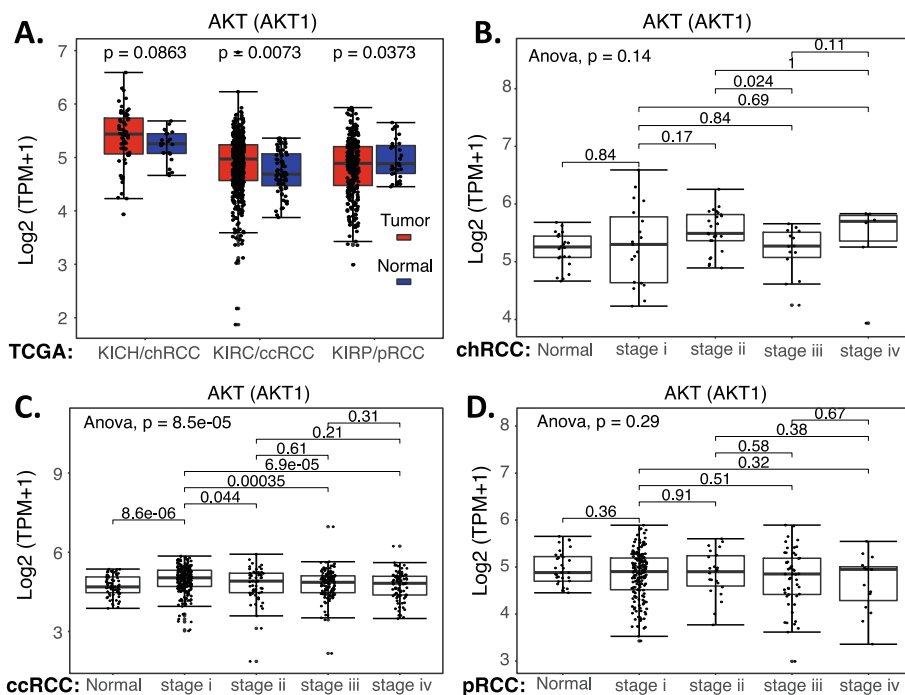 A.
AKT (AKT1)
p = 0.0863
p = 0.0073
p = 0.0373
Log2 (TPM+1)
7
6
5
4
3
2
Tumor
Normal
TCGA:
KICH/chRCC
KIRC/ccRCC
KIRP/pRCC
B.
AKT (AKT1)
Anova, p = 0.14
0.11
1
0.024
0.69
0.84
0.17
0.84
Log2 (TPM+1)
8
7
6
5
4
chRCC:
Normal
stage i
stage ii
stage iii
stage iv
C.
AKT (AKT1)
Anova, p = 8.5e-05
0.31
0.21
0.61
6.9e-05
0.00035
0.044
8.6e-06
Log2 (TPM+1)
9
6
3
ccRCC:
Normal
stage i
stage ii
stage iii
stage iv
D.
AKT (AKT1)
Anova, p = 0.29
0.67
0.38
0.58
0.32
0.51
0.91
0.36
Log2 (TPM+1)
8
7
6
5
4
3
pRCC:
Normal
stage i
stage ii
stage iii
stage iv